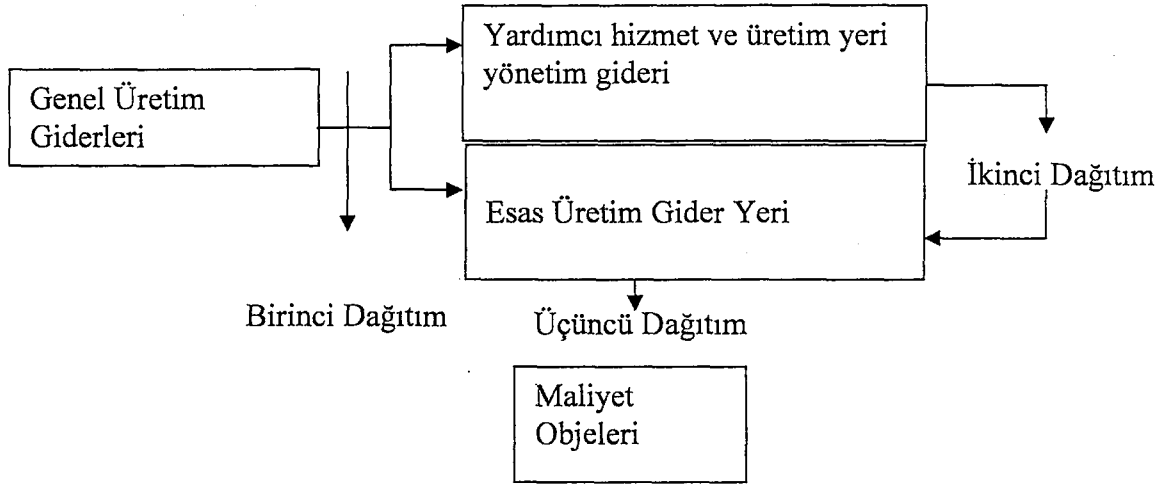 Yardımcı hizmet ve üretim yeri
yönetim gideri
Genel Üretim
Giderleri
İkinci Dağıtım
Esas Üretim Gider Yeri
Birinci Dağıtım
Üçüncü Dağıtım
Maliyet
Objeleri